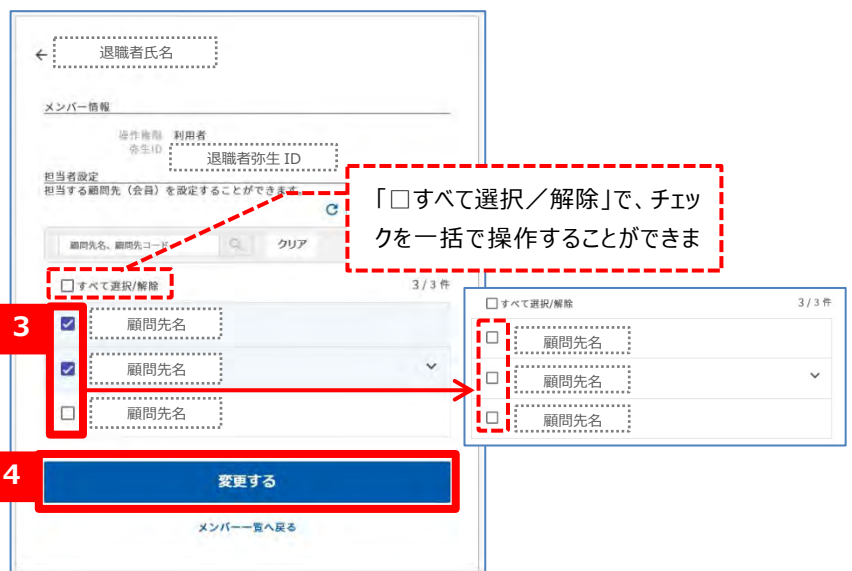 ← 退職者氏名
メンバー情報
操作権限 利用者
弥生ID 退職者弥生 ID
担当者設定
担当する顧問先（会員）を設定することができます。
「□すべて選択／解除」で、チェッ
クを一括で操作することができま
顧問先名、顧問先コード クリア
□すべて選択/解除 3/3件
3
顧問先名
顧問先名
顧問先名
□すべて選択/解除 3/3件
顧問先名
顧問先名
顧問先名
4
変更する
メンバー一覧へ戻る